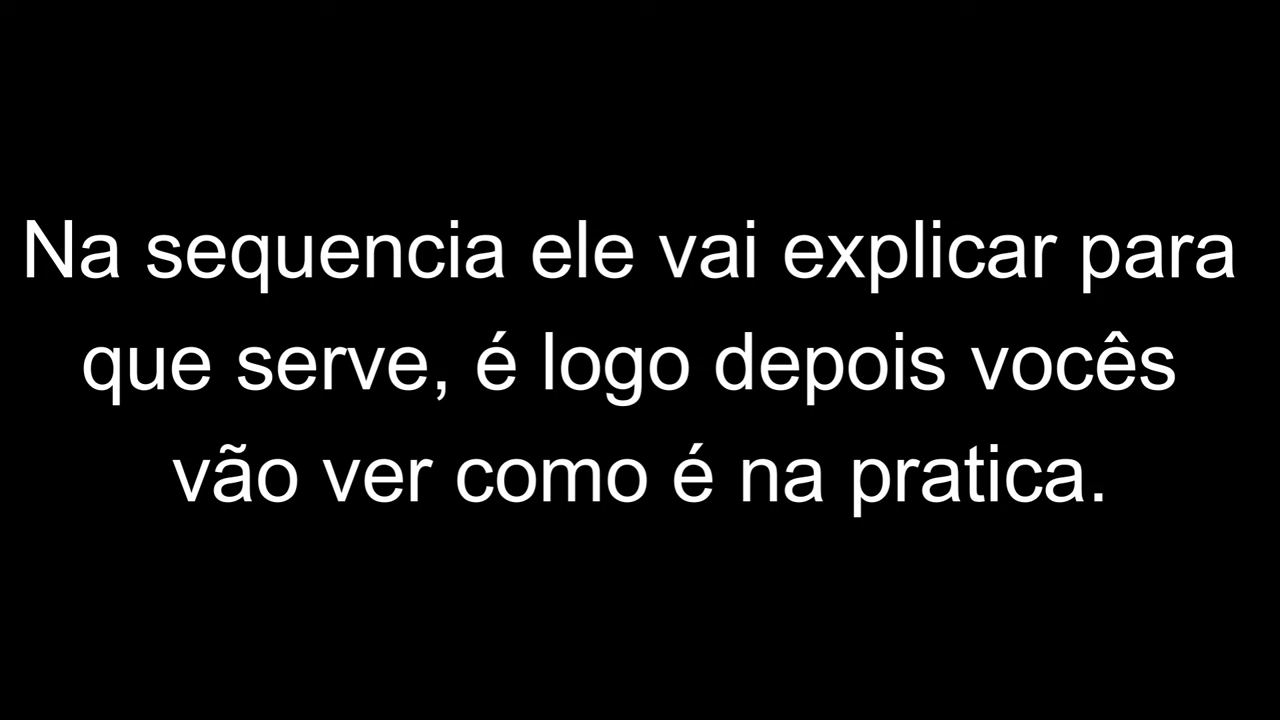 Na sequencia ele vai explicar para
que serve, é logo depois vocês
vão ver como é na pratica.